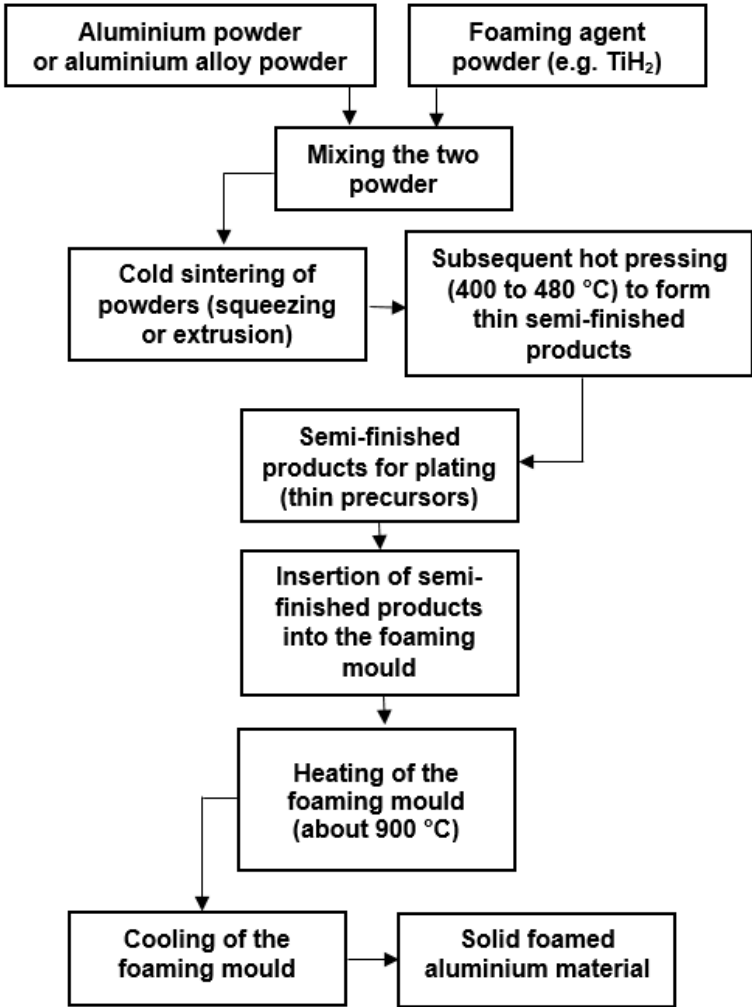 Aluminium powder
or aluminium alloy powder
Foaming agent
powder (e.g. TiH₂)
Mixing the two
powder
Cold sintering of
powders (squeezing
or extrusion)
Subsequent hot pressing
(400 to 480 °C) to form
thin semi-finished
products
Semi-finished
products for plating
(thin precursors)
Insertion of semi-
finished products
into the foaming
mould
Heating of the
foaming mould
(about 900 °C)
Cooling of the
foaming mould
Solid foamed
aluminium material